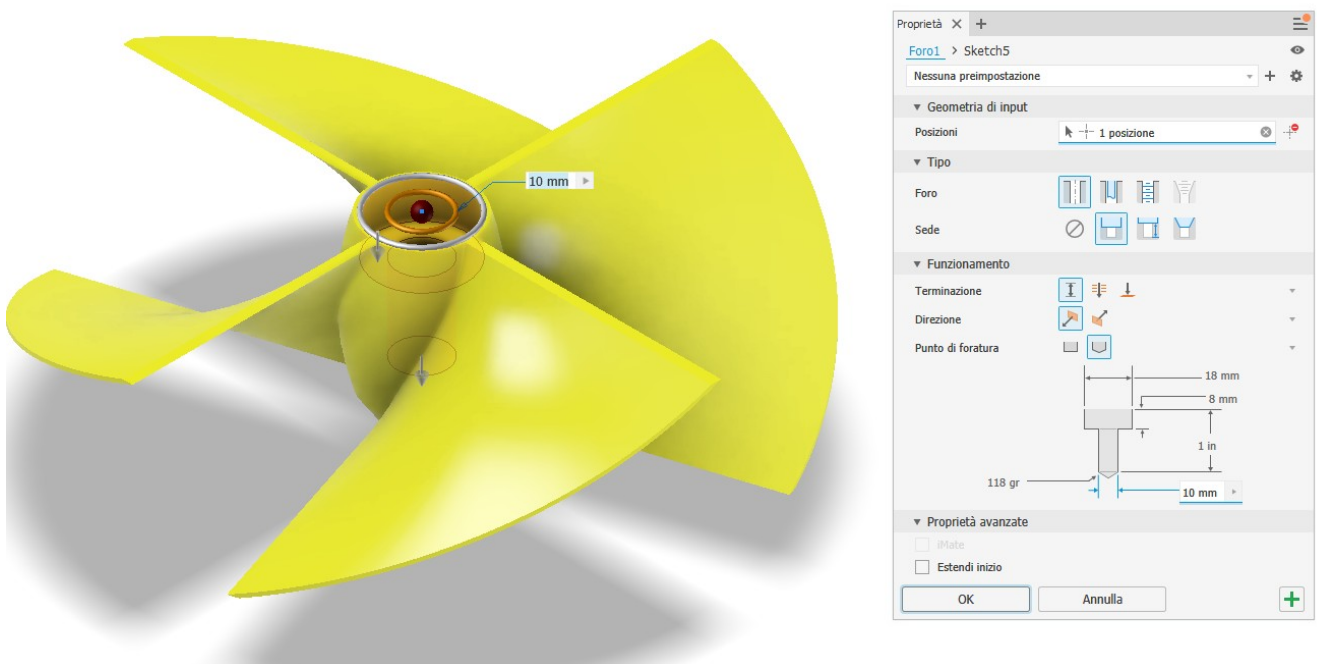 10 mm
Proprietà
Foro1 > Sketch5
Nessuna preimpostazione
Geometria di input
Posizioni 1 posizione
Tipo
Foro
Sede
Funzionamento
Terminazione
Direzione
Punto di foratura
18 mm
8 mm
1 in
118 gr
10 mm
Proprietà avanzate
iMate
Estendi inizio
OK Annulla